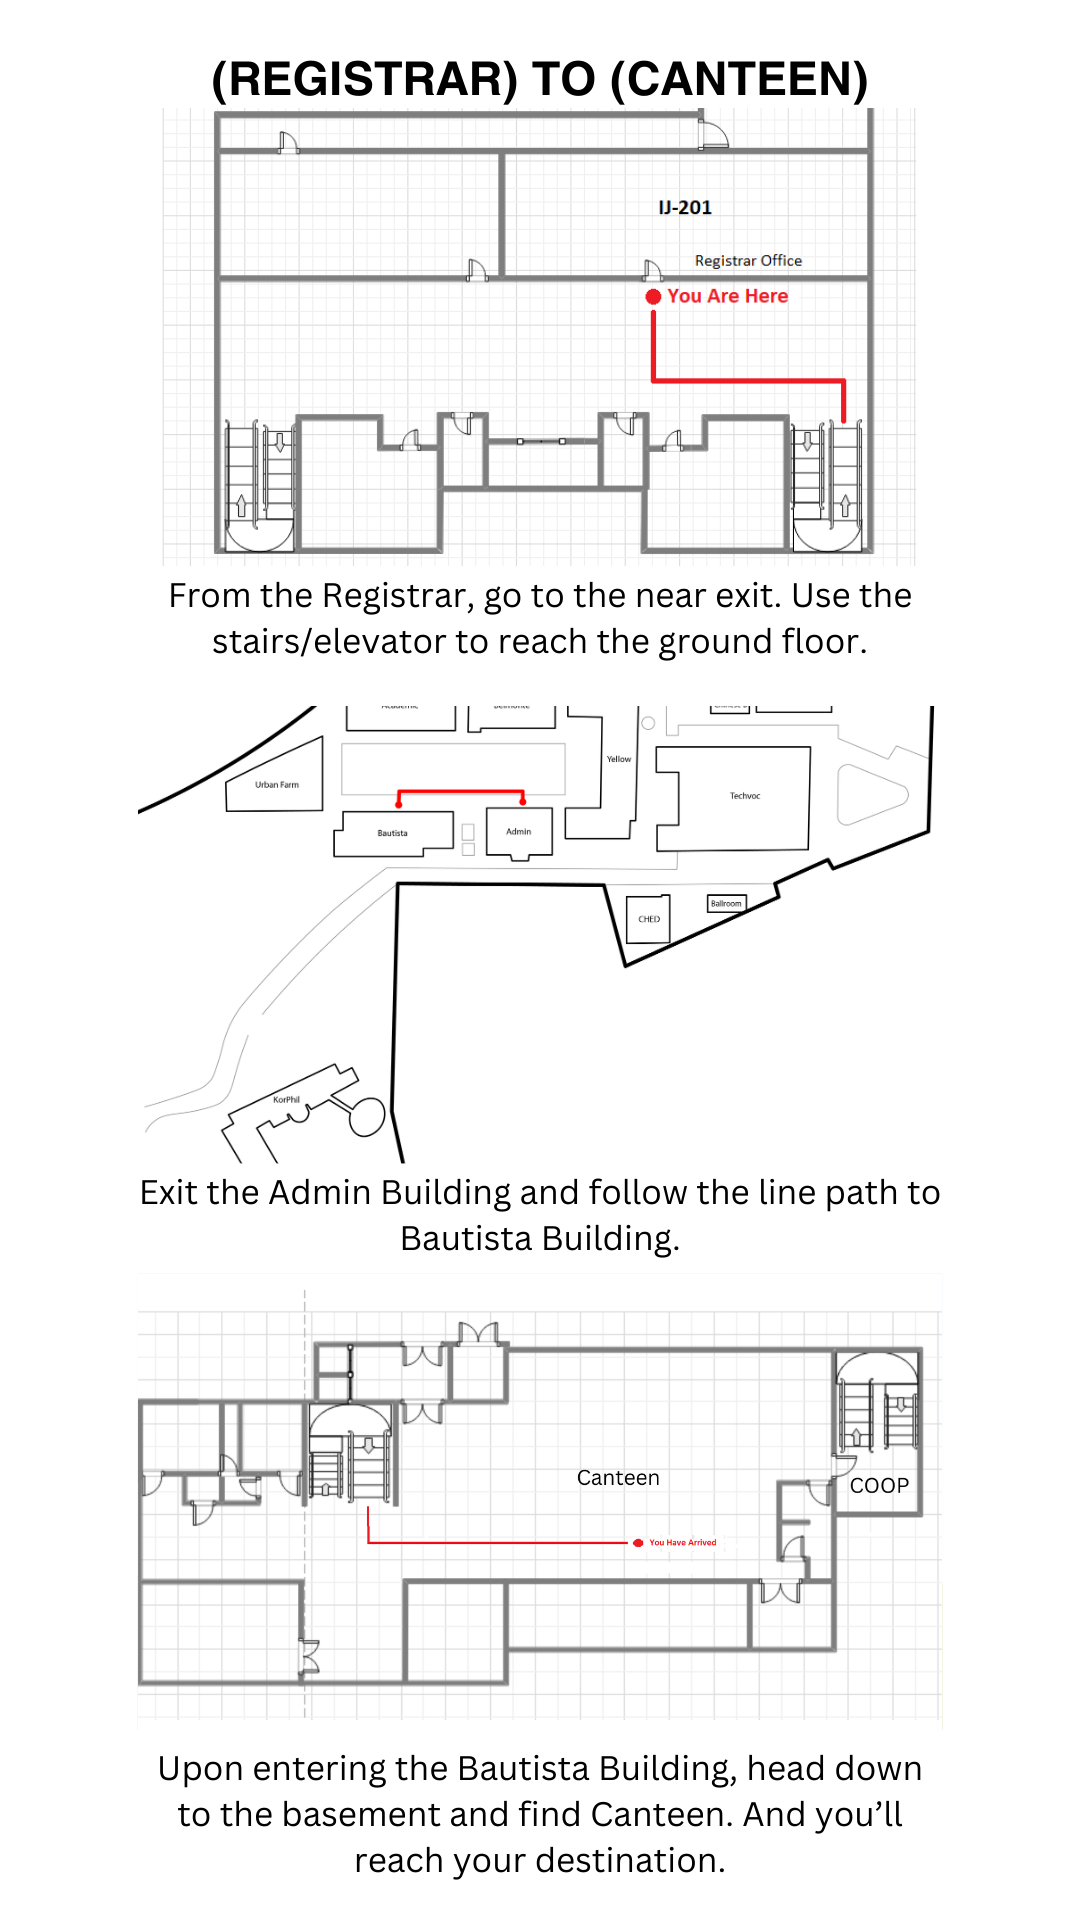 (REGISTRAR) TO (CANTEEN)
IJ-201
Registrar Office
You Are Here
From the Registrar, go to the near exit. Use the
stairs/elevator to reach the ground floor.
Academic
Belmonte
Yellow
Urban Farm
Techvoc
Bautista
Admin
Ballroom
CHED
KorPhil
Exit the Admin Building and follow the line path to
Bautista Building.
Canteen
COOP
You Have Arrived
Upon entering the Bautista Building, head down
to the basement and find Canteen. And you’ll
reach your destination.